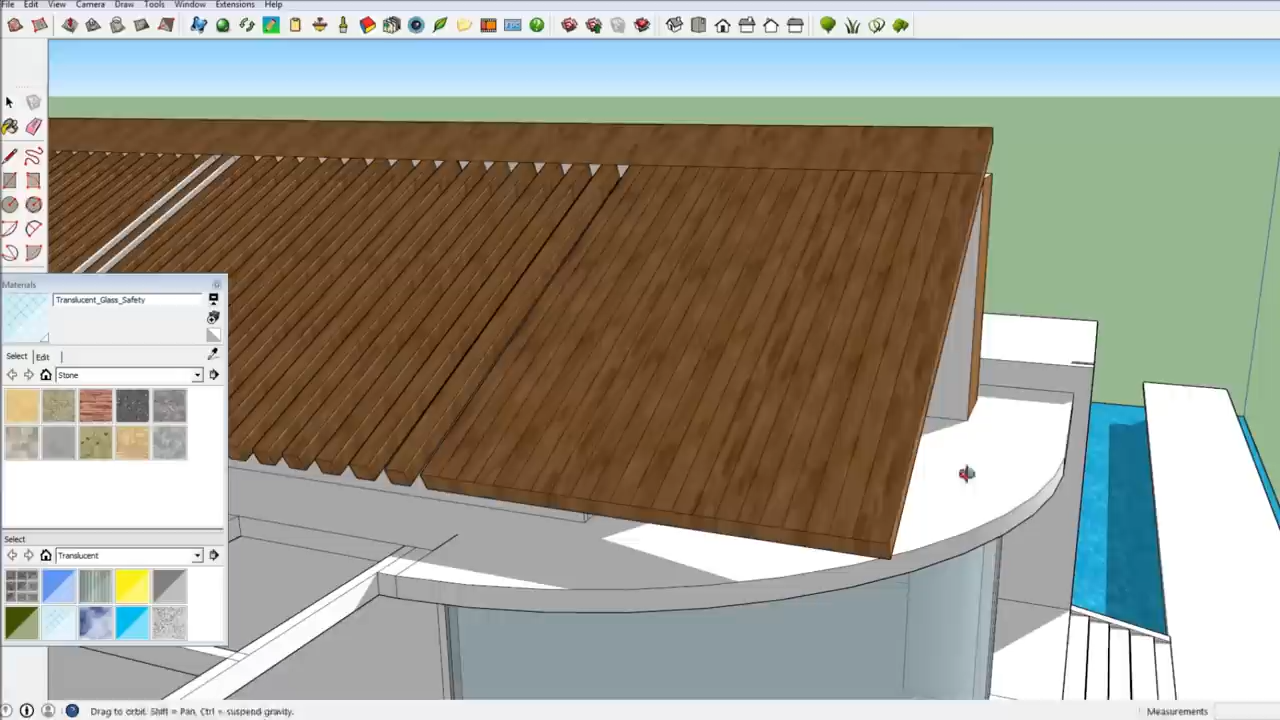 File Edit View Camera Draw Tools Window Extensions Help
Materials
Translucent_Glass_Safety
Select Edit
Stone
Select
Translucent
Drag to orbit. Shift = Pan, Ctrl = suspend gravity.
Measurements